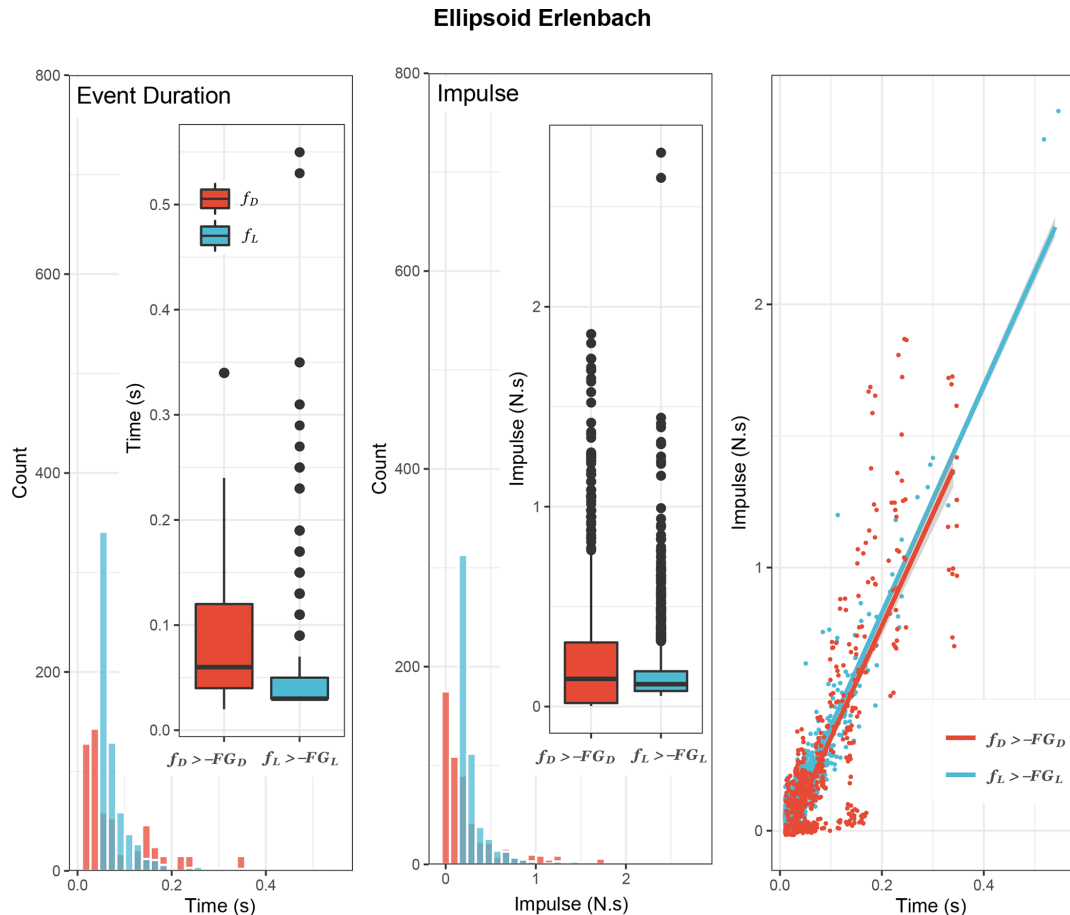 Ellipsoid Erlenbach
Event Duration
800
600
400
200
0
Count
0.0
0.2
0.4
Time (s)
0.5
0.4
0.3
0.2
0.1
0.0
Time (s)
f_D
f_L
f_D >–FG_D
f_L >–FG_L
Impulse
800
600
400
200
0
Count
0
1
2
Impulse (N.s)
2
1
0
Impulse (N.s)
f_D >–FG_D
f_L >–FG_L
2
1
0
Impulse (N.s)
0.0
0.2
0.4
Time (s)
f_D >–FG_D
f_L >–FG_L